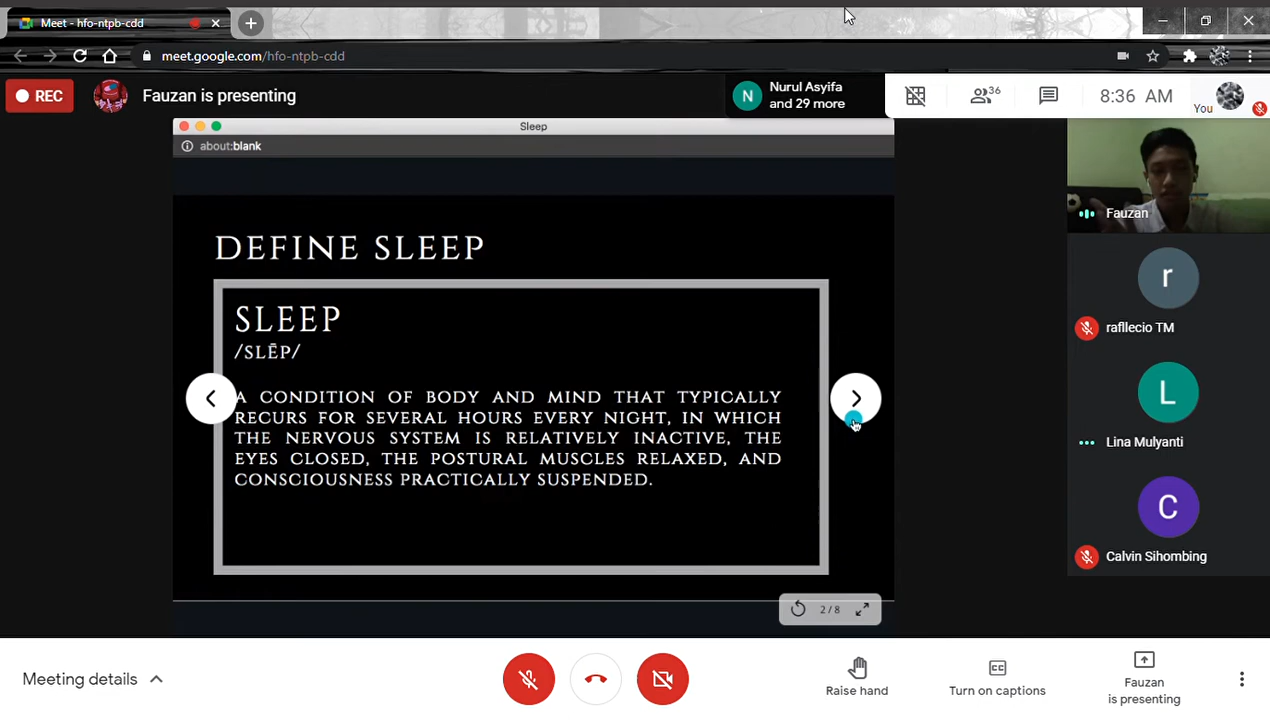 Meet - hfo-ntpb-cdd
meet.google.com/hfo-ntpb-cdd
REC
Fauzan is presenting
N
Nurul Asyifa
and 29 more
36
8:36 AM
You
Sleep
about:blank
DEFINE SLEEP
SLEEP
/SLĒP/
A CONDITION OF BODY AND MIND THAT TYPICALLY
RECURS FOR SEVERAL HOURS EVERY NIGHT, IN WHICH
THE NERVOUS SYSTEM IS RELATIVELY INACTIVE, THE
EYES CLOSED, THE POSTURAL MUSCLES RELAXED, AND
CONSCIOUSNESS PRACTICALLY SUSPENDED.
2 / 8
Fauzan
r
rafllecio TM
L
Lina Mulyanti
C
Calvin Sihombing
Meeting details
Raise hand
CC
Turn on captions
Fauzan
is presenting